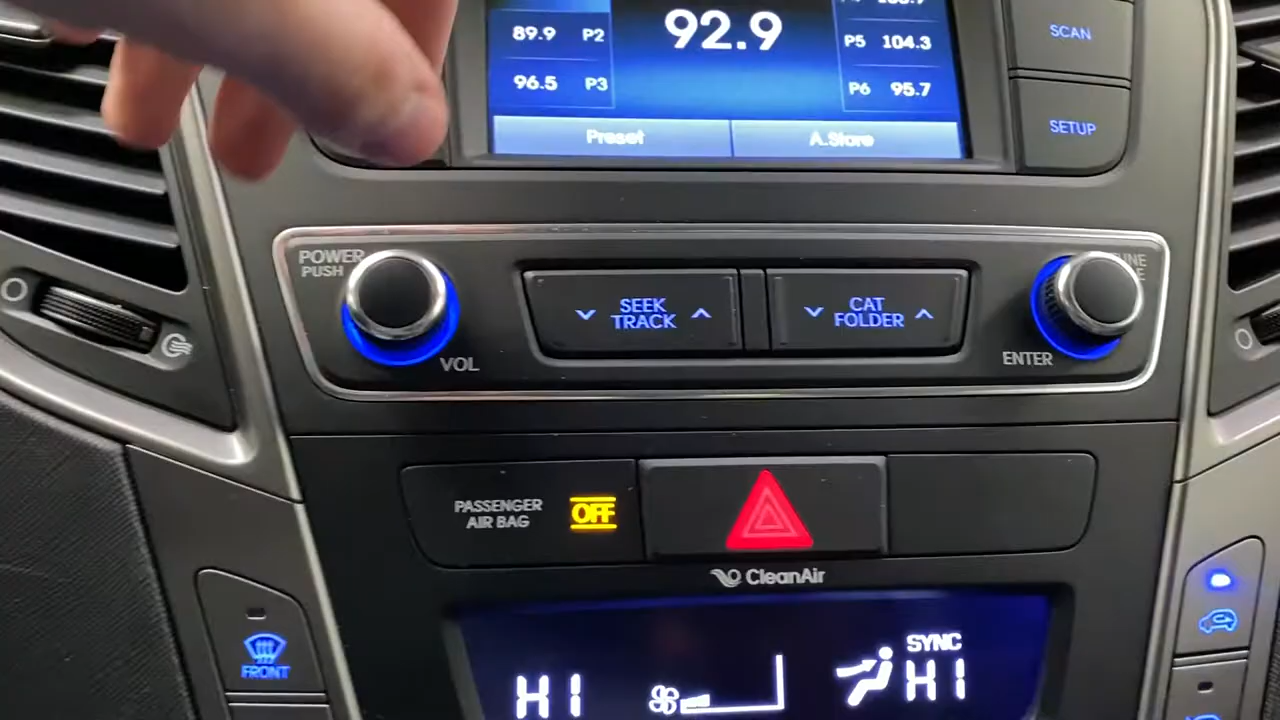 89.9 P2
96.5 P3
92.9
P5 104.3
P6 95.7
Preset
A.Store
SCAN
SETUP
POWER
PUSH
VOL
SEEK
TRACK
CAT
FOLDER
ENTER
PASSENGER
AIR BAG
OFF
CleanAir
FRONT
HI
SYNC
HI